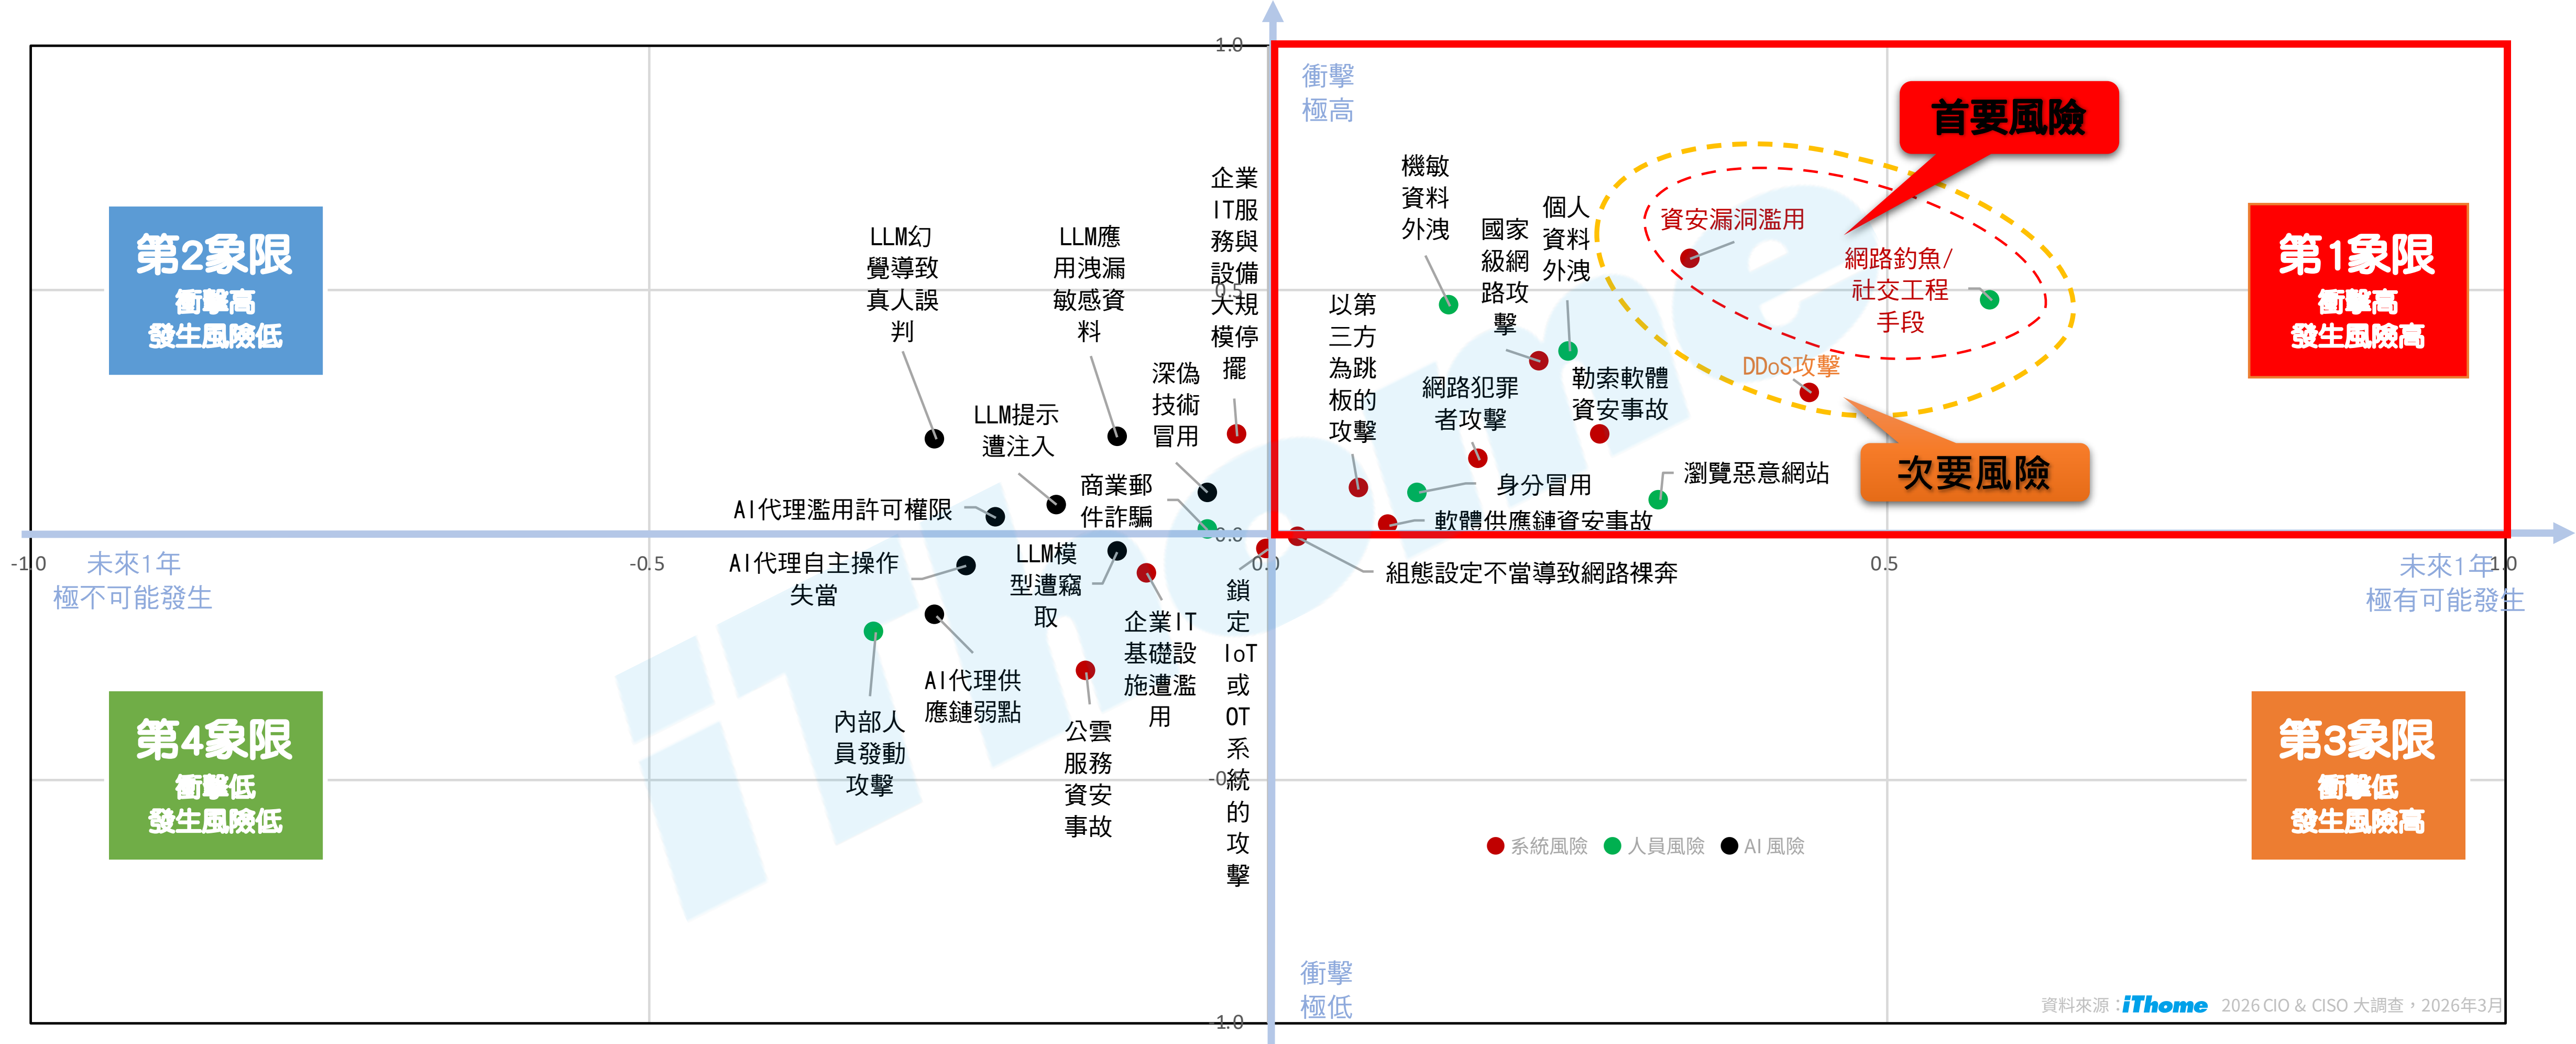 1.0
衝擊
極高
首要風險
機敏
資料
外洩
企業
IT服
務與
設備
大規
模停
擺
個人
資料
外洩
資安漏洞濫用
國家
級網
路攻
擊
LLM幻
覺導致
真人誤
判
LLM應
用洩漏
敏感資
料
第2象限
衝擊高
發生風險低
第1象限
衝擊高
發生風險高
網路釣魚/
社交工程
手段
0.5
以第
三方
為跳
板的
攻擊
DDoS攻擊
深偽
技術
冒用
網路犯罪
者攻擊
勒索軟體
資安事故
LLM提示
遭注入
次要風險
瀏覽惡意網站
商業郵
件詐騙
身分冒用
AI代理濫用許可權限
軟體供應鏈資安事故
0.0
-1.0
-0.5
0.0
0.5
1.0
未來1年
極不可能發生
未來1年
極有可能發生
AI代理自主操作
失當
LLM模
型遭竊
取
組態設定不當導致網路裸奔
鎖
定
IoT
或
OT
系
統
的
攻
擊
企業IT
基礎設
施遭濫
用
AI代理供
應鏈弱點
內部人
員發動
攻擊
公雲
服務
資安
事故
第4象限
衝擊低
發生風險低
第3象限
衝擊低
發生風險高
-0.5
系統風險
人員風險
AI 風險
衝擊
極低
資料來源：iThome 2026 CIO & CISO 大調查，2026年3月
-1.0
iThome